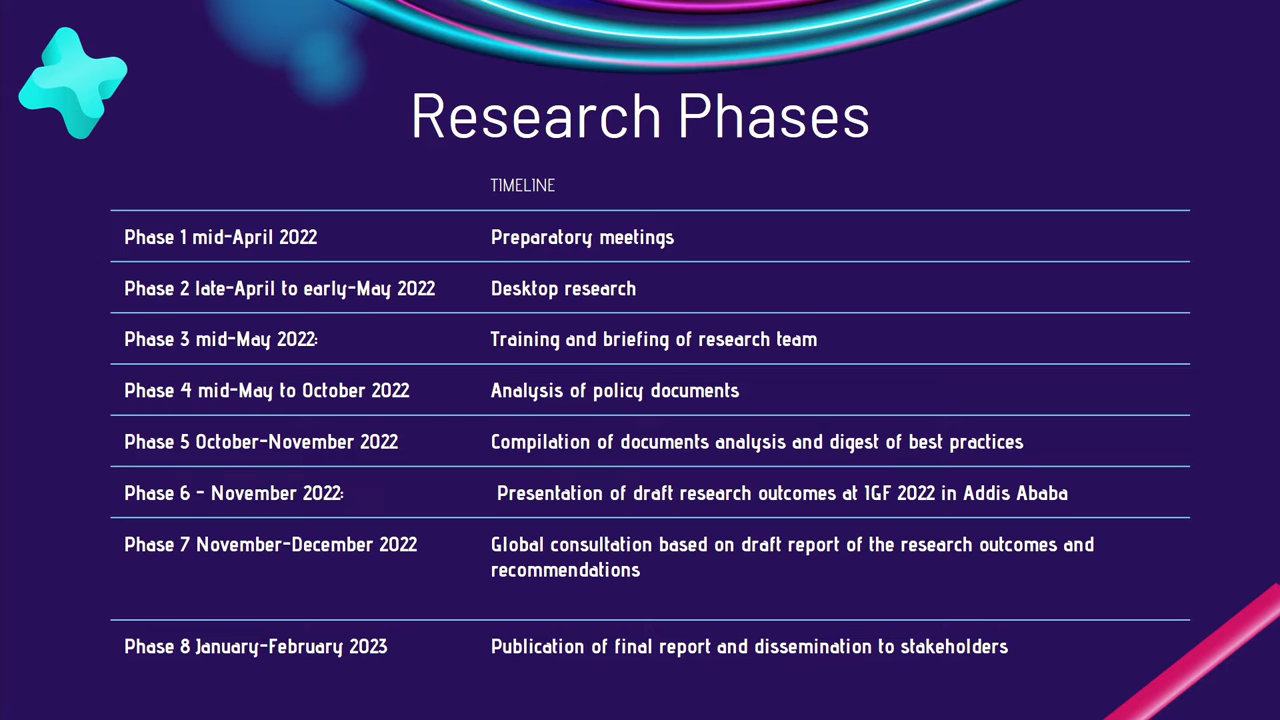 Research Phases
TIMELINE
Phase 1 mid-April 2022
Preparatory meetings
Phase 2 late-April to early-May 2022
Desktop research
Phase 3 mid-May 2022:
Training and briefing of research team
Phase 4 mid-May to October 2022
Analysis of policy documents
Phase 5 October-November 2022
Compilation of documents analysis and digest of best practices
Phase 6 - November 2022:
Presentation of draft research outcomes at IGF 2022 in Addis Ababa
Phase 7 November-December 2022
Global consultation based on draft report of the research outcomes and
recommendations
Phase 8 January-February 2023
Publication of final report and dissemination to stakeholders